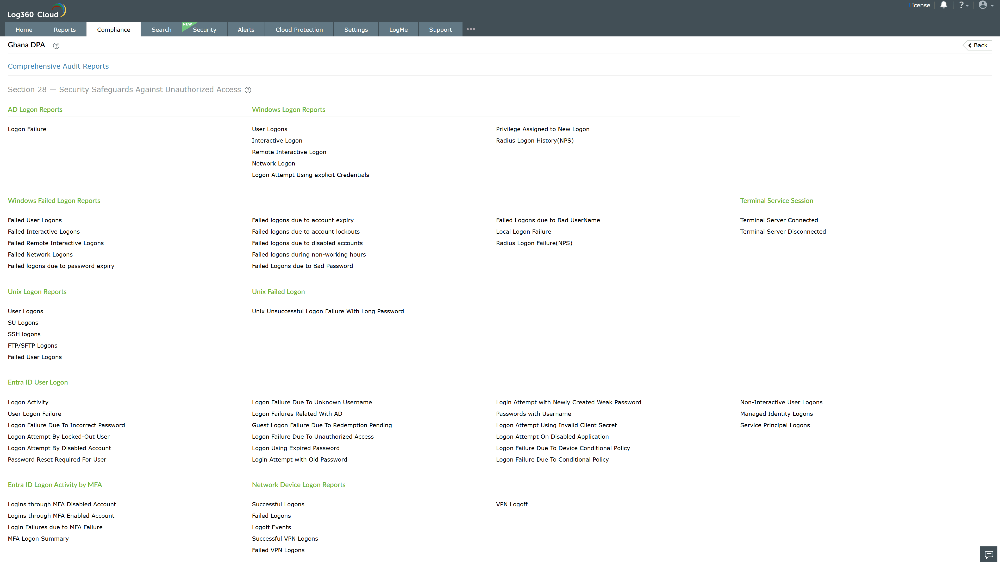 Log360 Cloud
License
?
Home
Reports
Compliance
Search
NEW
Security
Alerts
Cloud Protection
Settings
LogMe
Support
Ghana DPA
?
Back
Comprehensive Audit Reports
Section 28 — Security Safeguards Against Unauthorized Access
?
AD Logon Reports
Logon Failure
Windows Logon Reports
User Logons
Interactive Logon
Remote Interactive Logon
Network Logon
Logon Attempt Using explicit Credentials
Privilege Assigned to New Logon
Radius Logon History(NPS)
Windows Failed Logon Reports
Failed User Logons
Failed Interactive Logons
Failed Remote Interactive Logons
Failed Network Logons
Failed logons due to password expiry
Failed logons due to account expiry
Failed logons due to account lockouts
Failed logons due to disabled accounts
Failed logons during non-working hours
Failed Logons due to Bad Password
Failed Logons due to Bad UserName
Local Logon Failure
Radius Logon Failure(NPS)
Terminal Service Session
Terminal Server Connected
Terminal Server Disconnected
Unix Logon Reports
User Logons
SU Logons
SSH logons
FTP/SFTP Logons
Failed User Logons
Unix Failed Logon
Unix Unsuccessful Logon Failure With Long Password
Entra ID User Logon
Logon Activity
User Logon Failure
Logon Failure Due To Incorrect Password
Logon Attempt By Locked-Out User
Logon Attempt By Disabled Account
Password Reset Required For User
Logon Failure Due To Unknown Username
Logon Failures Related With AD
Guest Logon Failure Due To Redemption Pending
Logon Failure Due To Unauthorized Access
Logon Using Expired Password
Login Attempt with Old Password
Login Attempt with Newly Created Weak Password
Passwords with Username
Logon Attempt Using Invalid Client Secret
Logon Attempt On Disabled Application
Logon Failure Due To Device Conditional Policy
Logon Failure Due To Conditional Policy
Non-Interactive User Logons
Managed Identity Logons
Service Principal Logons
Entra ID Logon Activity by MFA
Logins through MFA Disabled Account
Logins through MFA Enabled Account
Login Failures due to MFA Failure
MFA Logon Summary
Network Device Logon Reports
Successful Logons
Failed Logons
Logoff Events
Successful VPN Logons
Failed VPN Logons
VPN Logoff